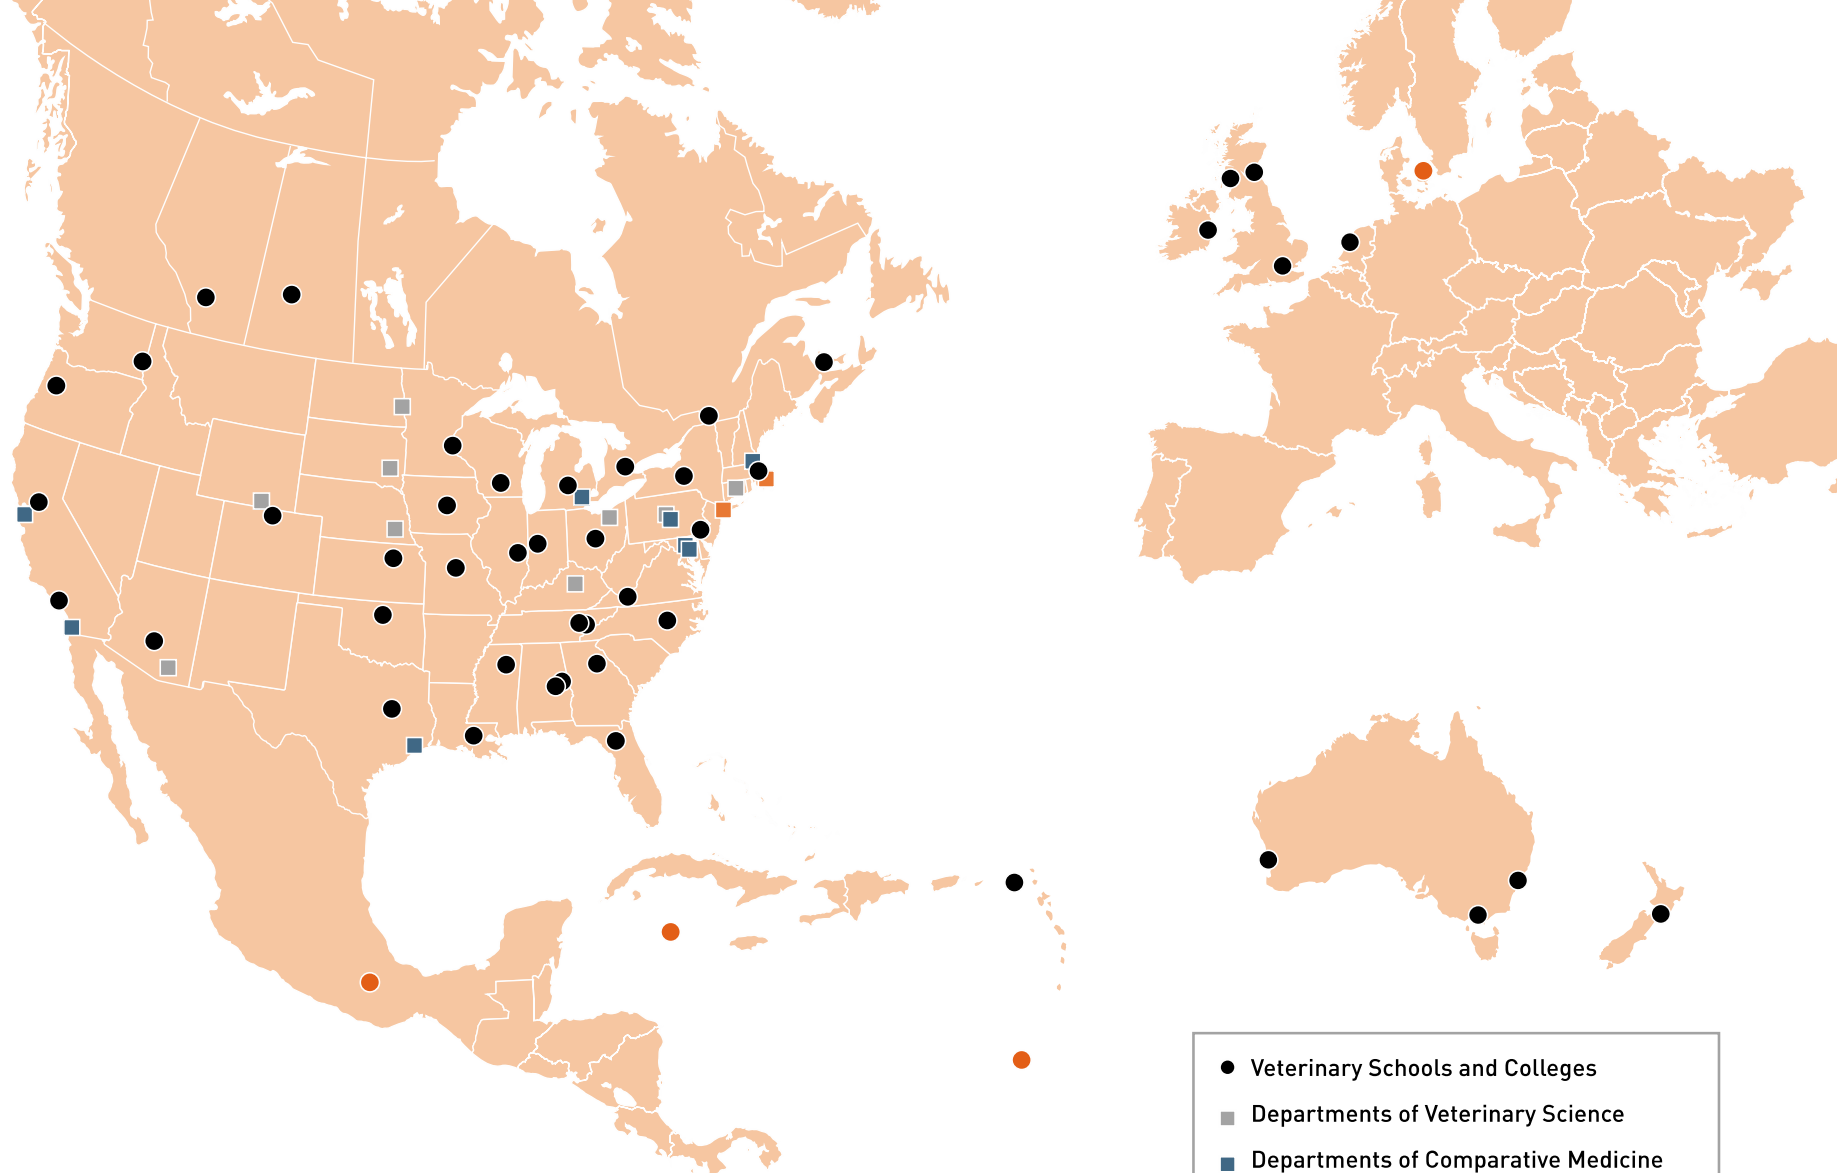 Veterinary Schools and Colleges
Departments of Veterinary Science
Departments of Comparative Medicine